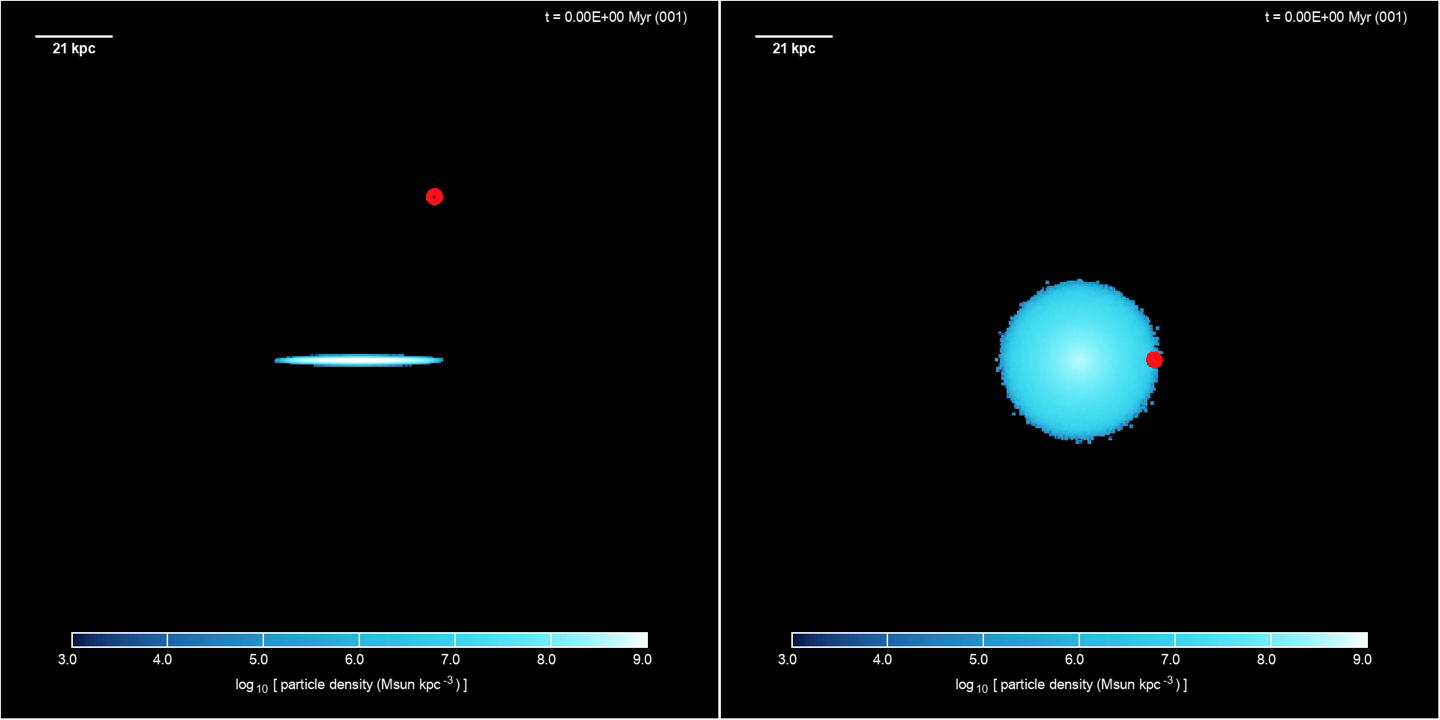 t = 0.00E+00 Myr (001)
21 kpc
3.0 4.0 5.0 6.0 7.0 8.0 9.0
log10 [ particle density (Msun kpc-3) ]
t = 0.00E+00 Myr (001)
21 kpc
3.0 4.0 5.0 6.0 7.0 8.0 9.0
log10 [ particle density (Msun kpc-3) ]